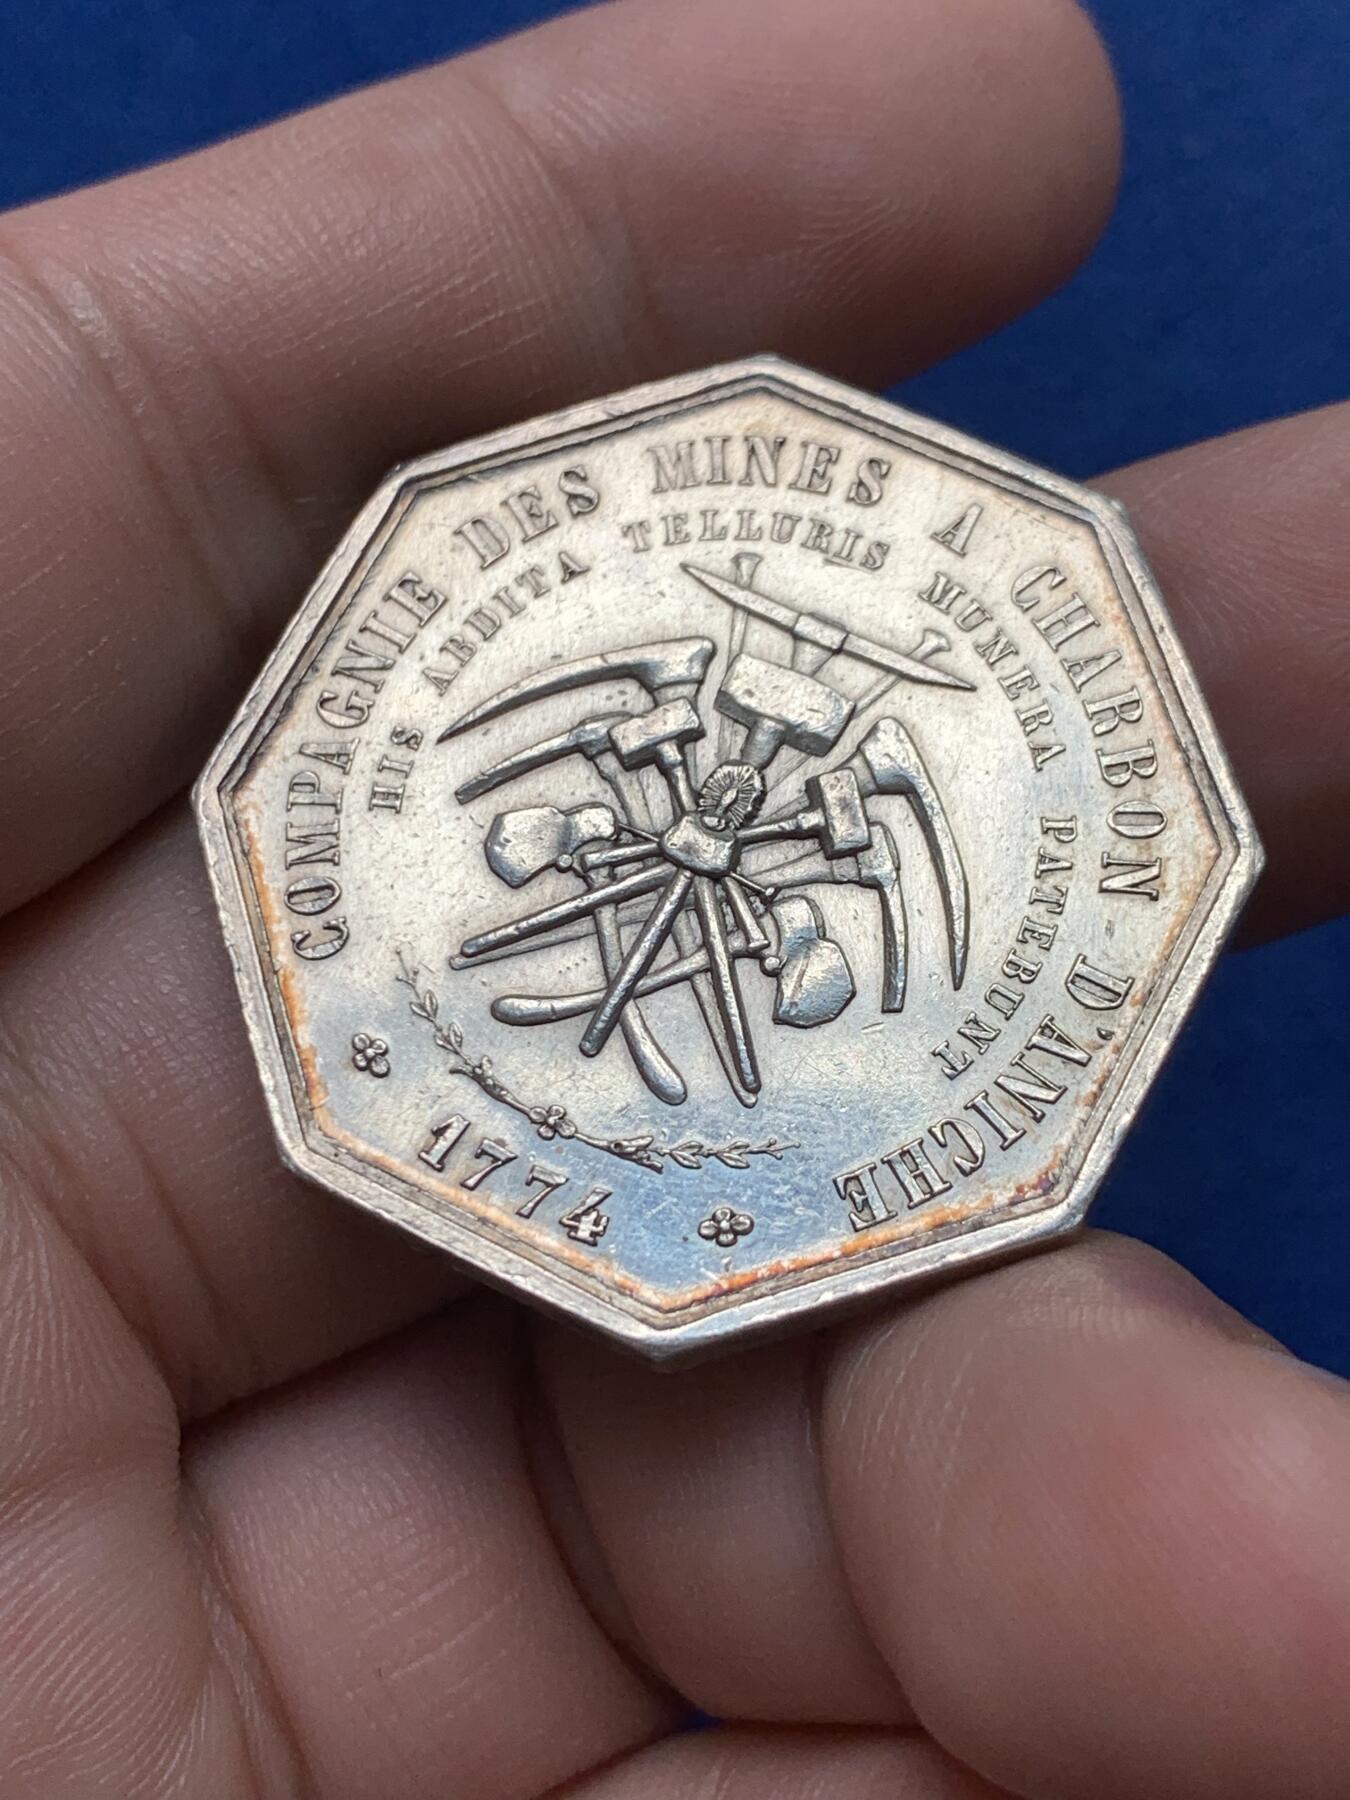 COMPAGNIE DES MINES A CHARBON D'ANICHE
HIS ABDITA TELLURIS MUNERA PATEBUNT
1774